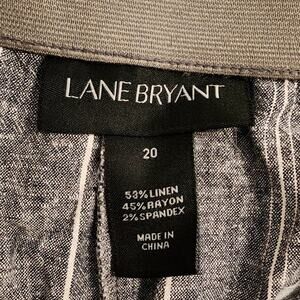 LANE BRYANT
20
53% LINEN
45% RAYON
2% SPANDEX
MADE IN
CHINA